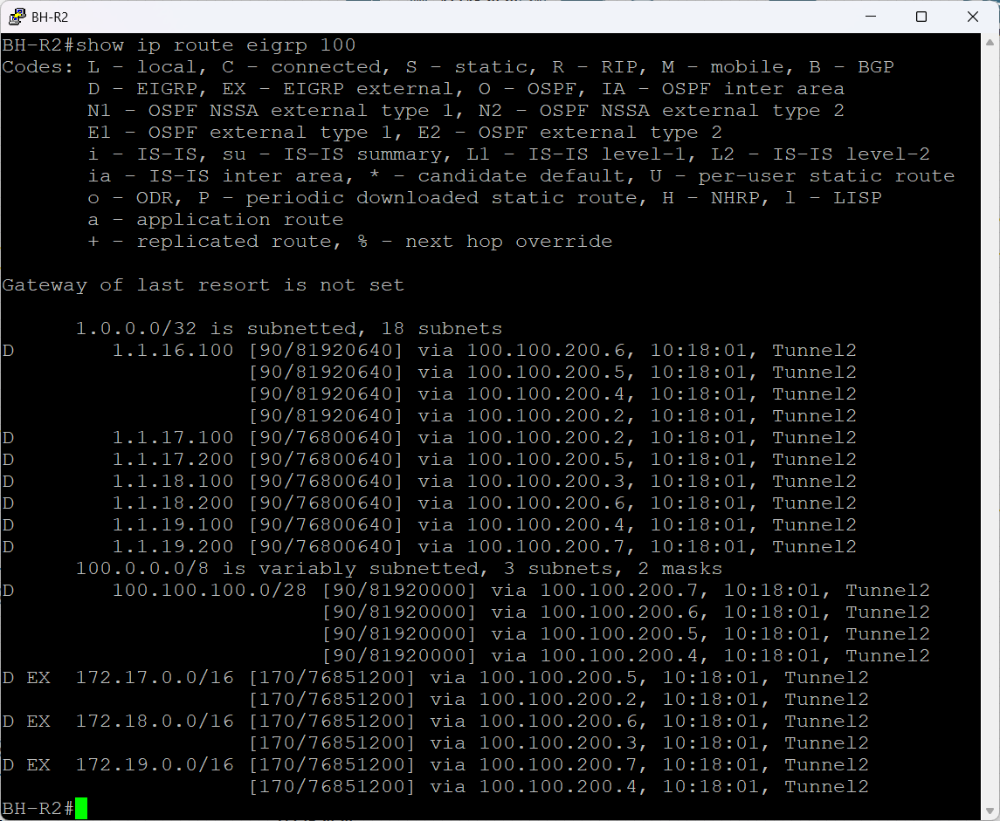 BH-R2
BH-R2#show ip route eigrp 100
Codes: L - local, C - connected, S - static, R - RIP, M - mobile, B - BGP
       D - EIGRP, EX - EIGRP external, O - OSPF, IA - OSPF inter area
       N1 - OSPF NSSA external type 1, N2 - OSPF NSSA external type 2
       E1 - OSPF external type 1, E2 - OSPF external type 2
       i - IS-IS, su - IS-IS summary, L1 - IS-IS level-1, L2 - IS-IS level-2
       ia - IS-IS inter area, * - candidate default, U - per-user static route
       o - ODR, P - periodic downloaded static route, H - NHRP, l - LISP
       a - application route
       + - replicated route, % - next hop override

Gateway of last resort is not set

      1.0.0.0/32 is subnetted, 18 subnets
D        1.1.16.100 [90/81920640] via 100.100.200.6, 10:18:01, Tunnel2
                    [90/81920640] via 100.100.200.5, 10:18:01, Tunnel2
                    [90/81920640] via 100.100.200.4, 10:18:01, Tunnel2
                    [90/81920640] via 100.100.200.2, 10:18:01, Tunnel2
D        1.1.17.100 [90/76800640] via 100.100.200.2, 10:18:01, Tunnel2
D        1.1.17.200 [90/76800640] via 100.100.200.5, 10:18:01, Tunnel2
D        1.1.18.100 [90/76800640] via 100.100.200.3, 10:18:01, Tunnel2
D        1.1.18.200 [90/76800640] via 100.100.200.6, 10:18:01, Tunnel2
D        1.1.19.100 [90/76800640] via 100.100.200.4, 10:18:01, Tunnel2
D        1.1.19.200 [90/76800640] via 100.100.200.7, 10:18:01, Tunnel2
      100.0.0.0/8 is variably subnetted, 3 subnets, 2 masks
D        100.100.100.0/28 [90/81920000] via 100.100.200.7, 10:18:01, Tunnel2
                          [90/81920000] via 100.100.200.6, 10:18:01, Tunnel2
                          [90/81920000] via 100.100.200.5, 10:18:01, Tunnel2
                          [90/81920000] via 100.100.200.4, 10:18:01, Tunnel2
D EX  172.17.0.0/16 [170/76851200] via 100.100.200.5, 10:18:01, Tunnel2
                    [170/76851200] via 100.100.200.2, 10:18:01, Tunnel2
D EX  172.18.0.0/16 [170/76851200] via 100.100.200.6, 10:18:01, Tunnel2
                    [170/76851200] via 100.100.200.3, 10:18:01, Tunnel2
D EX  172.19.0.0/16 [170/76851200] via 100.100.200.7, 10:18:01, Tunnel2
                    [170/76851200] via 100.100.200.4, 10:18:01, Tunnel2
BH-R2#